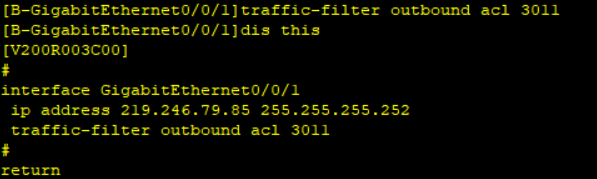 [B-GigabitEthernet0/0/1]traffic-filter outbound acl 3011
[B-GigabitEthernet0/0/1]dis this
[V200R003C00]
#
interface GigabitEthernet0/0/1
 ip address 219.246.79.85 255.255.255.252
 traffic-filter outbound acl 3011
#
return